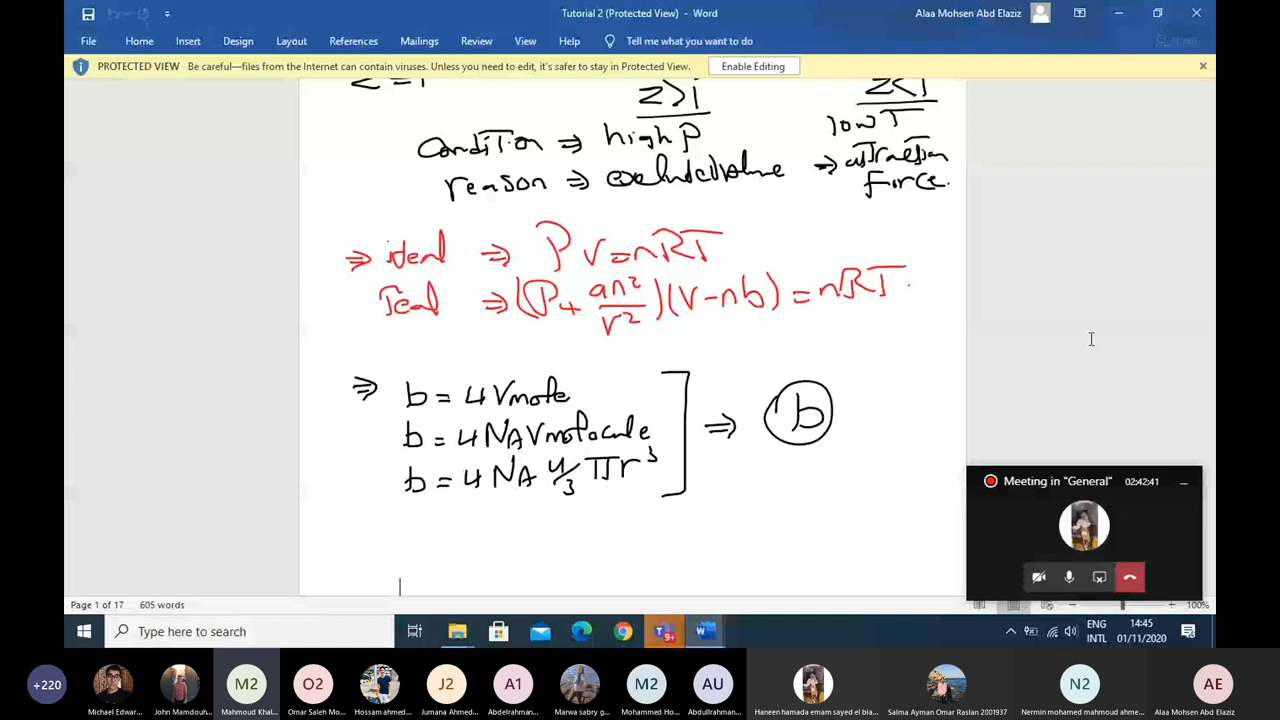 Tutorial 2 (Protected View) - Word
Alaa Mohsen Abd Elaziz
File Home Insert Design Layout References Mailings Review View Help Tell me what you want to do
PROTECTED VIEW Be careful—files from the Internet can contain viruses. Unless you need to edit, it's safer to stay in Protected View. Enable Editing
Z = 1
Z > 1
Z < 1
condition ⇒ high P
low T
reason ⇒ excluded volume ⇒ attraction
force.
⇒ ideal ⇒ PV = nRT
real ⇒ (P + an²/V²)(V - nb) = nRT.
⇒ b = 4 Vmole
b = 4 NA Vmolecule ⇒ b
b = 4 NA 4/3 πr³
Meeting in "General" 02:42:41
Page 1 of 17 605 words
100%
Type here to search
9+
ENG
INTL
14:45
01/11/2020
+220 M2 O2 J2 A1 M2 AU N2 AE
Michael Edwar... John Mamdouh... Mahmoud Khal... Omar Saleh Mo... Hossam moha... Jumana Ahmed... Abdelrahman... Marwa sabry g... Mohammed Ho... Abdullrahman... Haneen hamada emam sayed el bia... Salma Ayman Omar Raslan 2001937 Nermin mohamed mahmoud ahme... Alaa Mohsen Abd Elaziz